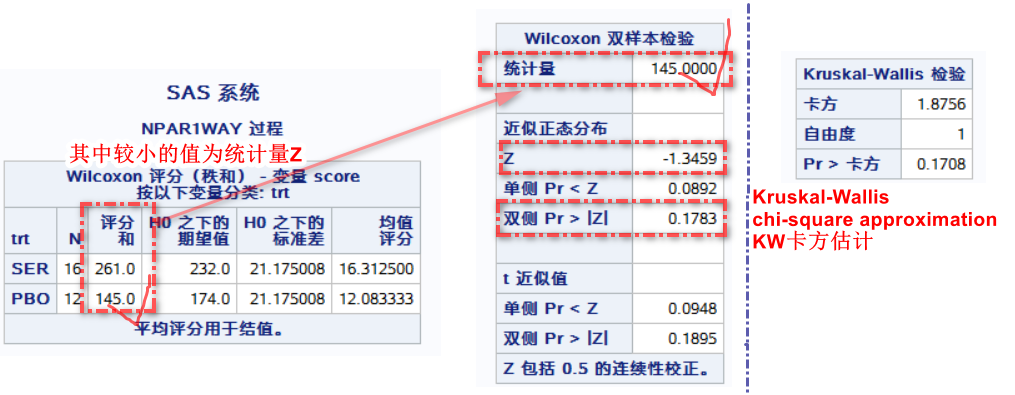 SAS 系统
NPAR1WAY 过程
其中较小的值为统计量Z
Wilcoxon 评分（秩和） - 变量 score
按以下变量分类: trt
trt N 评分和 H0 之下的期望值 H0 之下的标准差 均值评分
SER 16 261.0 232.0 21.175008 16.312500
PBO 12 145.0 174.0 21.175008 12.083333
平均评分用于结值。
Wilcoxon 双样本检验
统计量 145.0000
近似正态分布
Z -1.3459
单侧 Pr < Z 0.0892
双侧 Pr > |Z| 0.1783
t 近似值
单侧 Pr < Z 0.0948
双侧 Pr > |Z| 0.1895
Z 包括 0.5 的连续性校正。
Kruskal-Wallis 检验
卡方 1.8756
自由度 1
Pr > 卡方 0.1708
Kruskal-Wallis
chi-square approximation
KW卡方估计